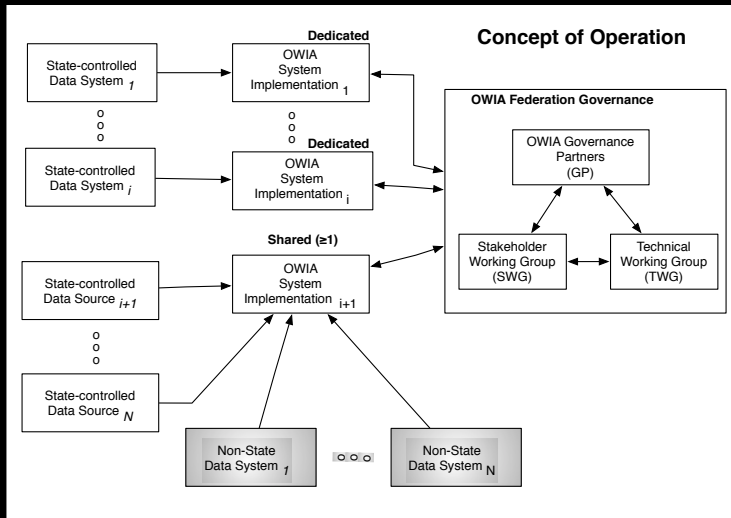 Concept of Operation
Dedicated
State-controlled
Data System 1
OWIA
System
Implementation 1
o
o
o
o
o
o
Dedicated
State-controlled
Data System i
OWIA
System
Implementation i
OWIA Federation Governance
OWIA Governance
Partners
(GP)
Stakeholder
Working Group
(SWG)
Technical
Working Group
(TWG)
Shared (≥1)
State-controlled
Data Source i+1
OWIA
System
Implementation i+1
o
o
o
State-controlled
Data Source N
Non-State
Data System 1
o o o
Non-State
Data System N